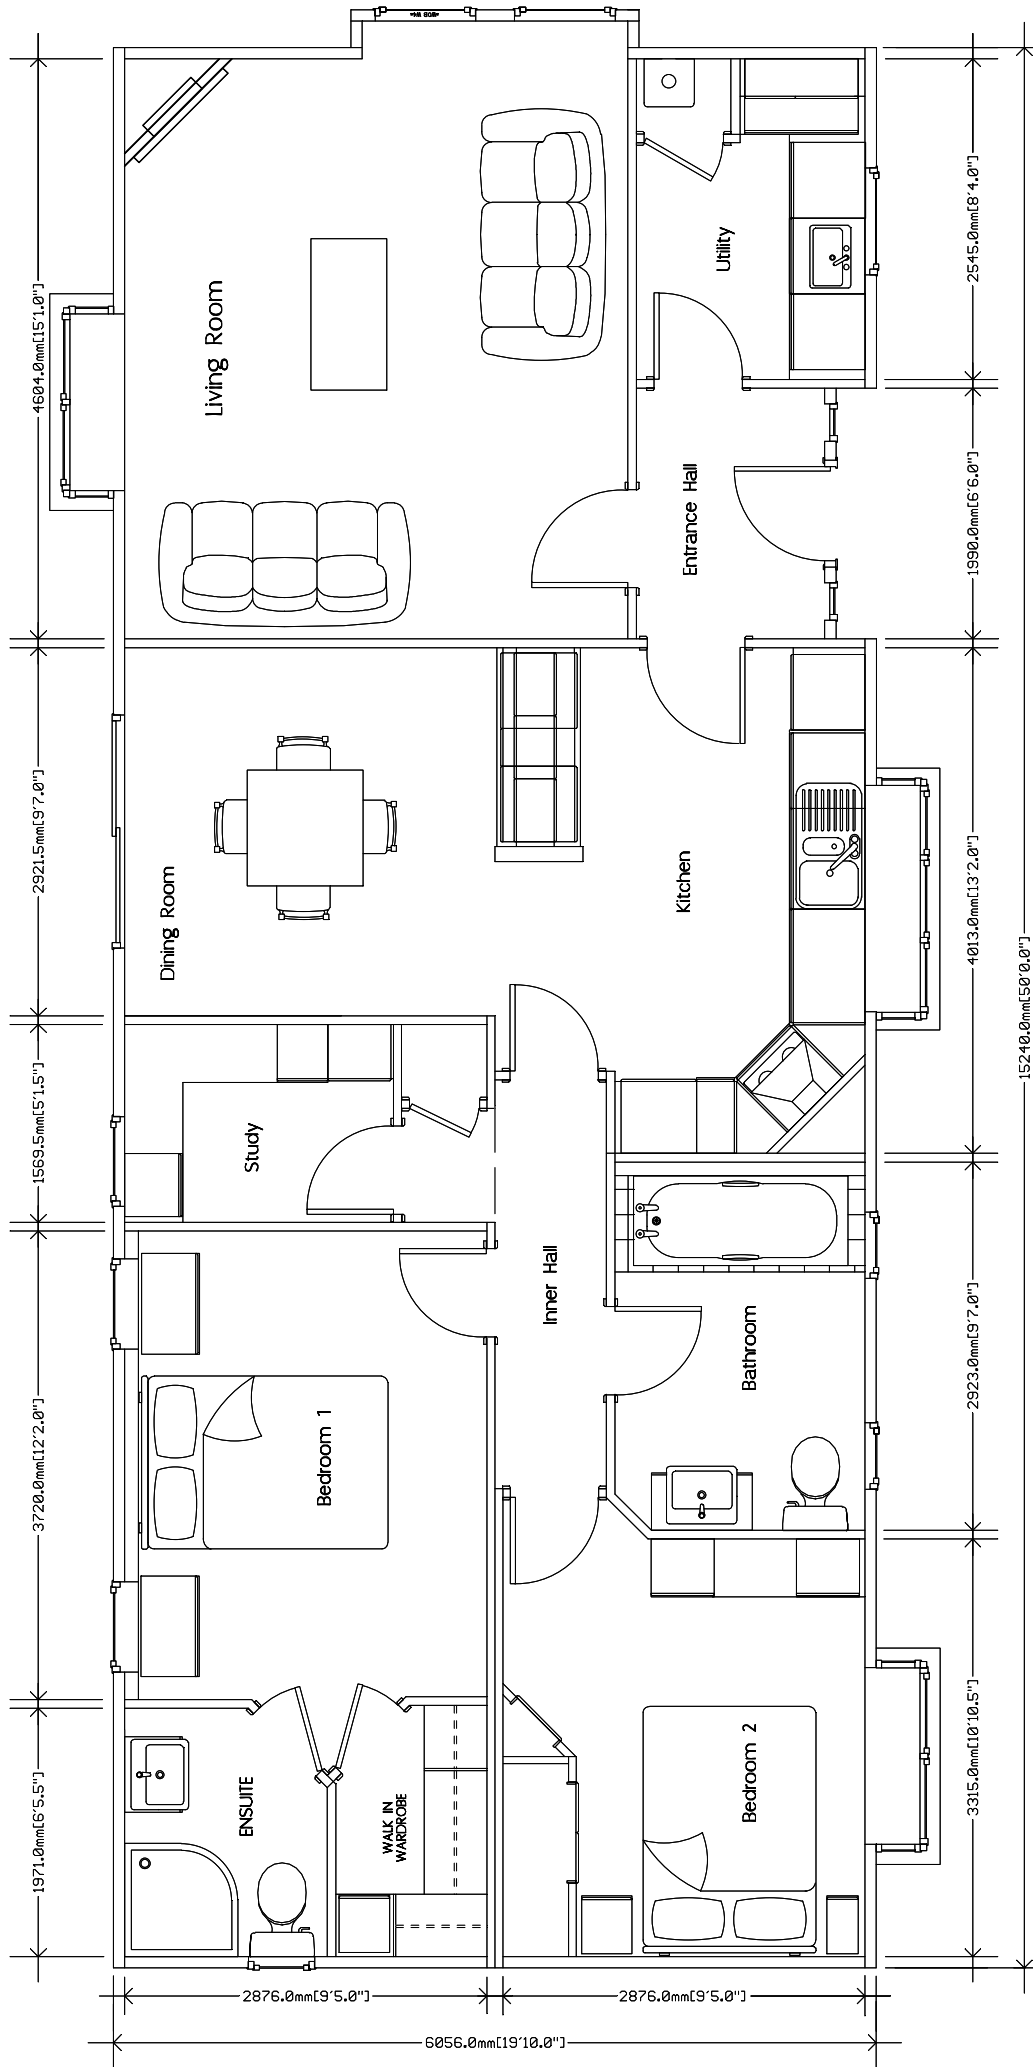 Living Room
Utility
Entrance Hall
Dining Room
Kitchen
Study
Inner Hall
Bathroom
Bedroom 1
Bedroom 2
ENSUITE
WALK IN
WARDROBE
4604.0mm[15'1.0"]
2921.5mm[9'7.0"]
1569.5mm[5'1.5"]
3720.0mm[12'2.0"]
1971.0mm[6'5.5"]
2545.0mm[8'4.0"]
1990.0mm[6'6.0"]
4013.0mm[13'2.0"]
2923.0mm[9'7.0"]
3315.0mm[10'10.5"]
15240.0mm[50'0.0"]
2876.0mm[9'5.0"]
2876.0mm[9'5.0"]
6056.0mm[19'10.0"]